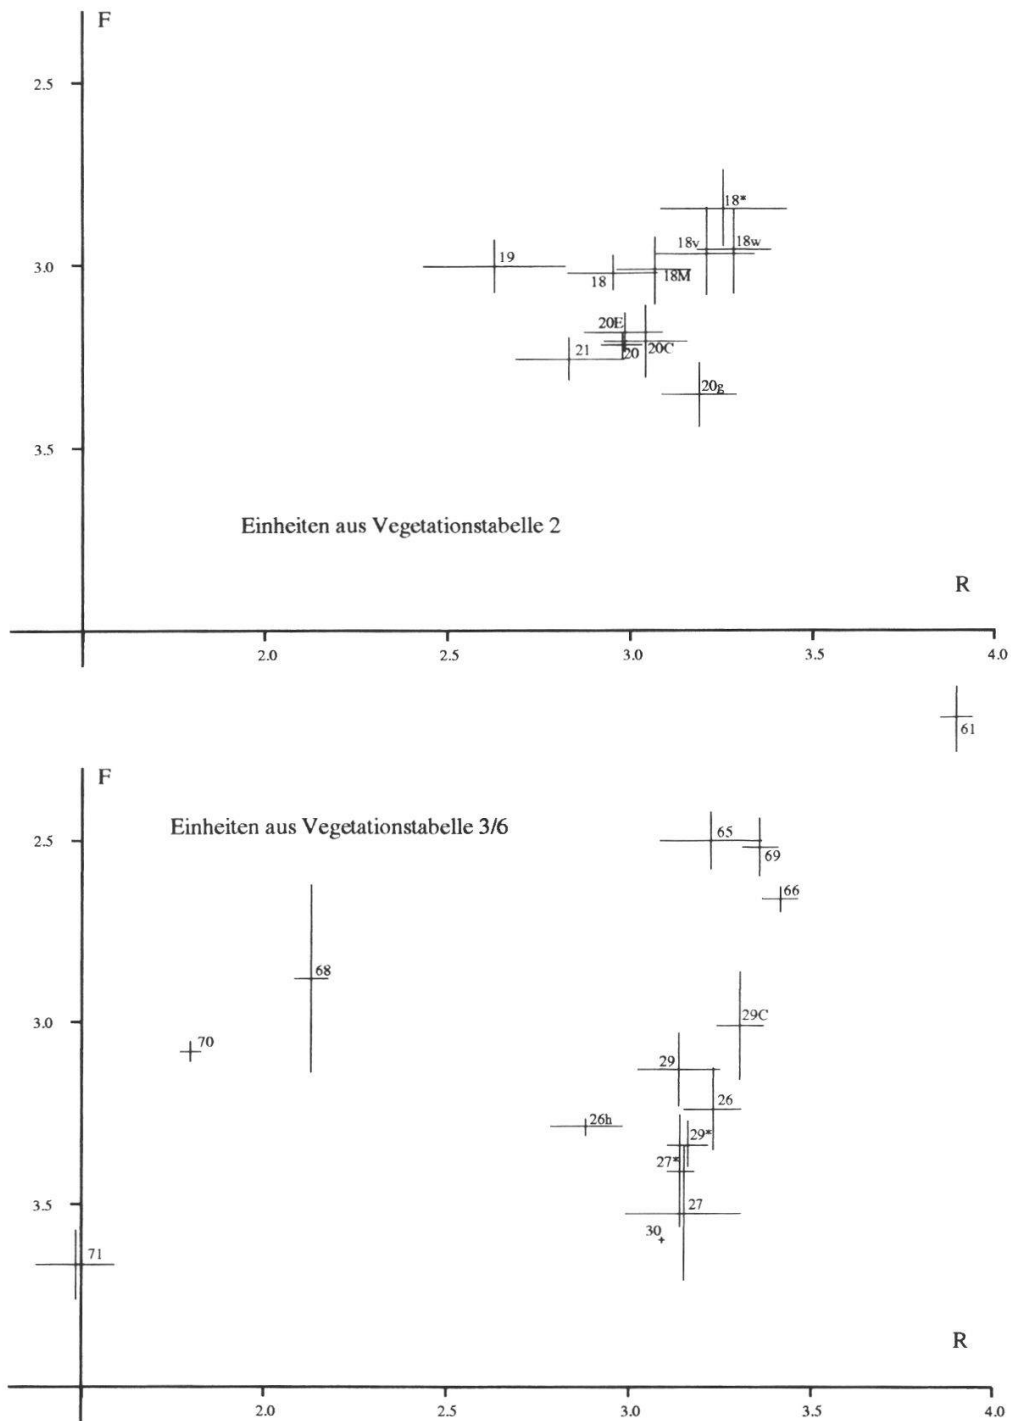 F
2.5
18*
18v 18w
19
3.0
18 18M
20E
21 20 20C
20g
3.5
Einheiten aus Vegetationstabelle 2
R
2.0 2.5 3.0 3.5 4.0
61
F
Einheiten aus Vegetationstabelle 3/6
65
2.5
69
66
68
29C
3.0
70
29
26
26h
29*
27*
27
3.5
30
71
R
2.0 2.5 3.0 3.5 4.0